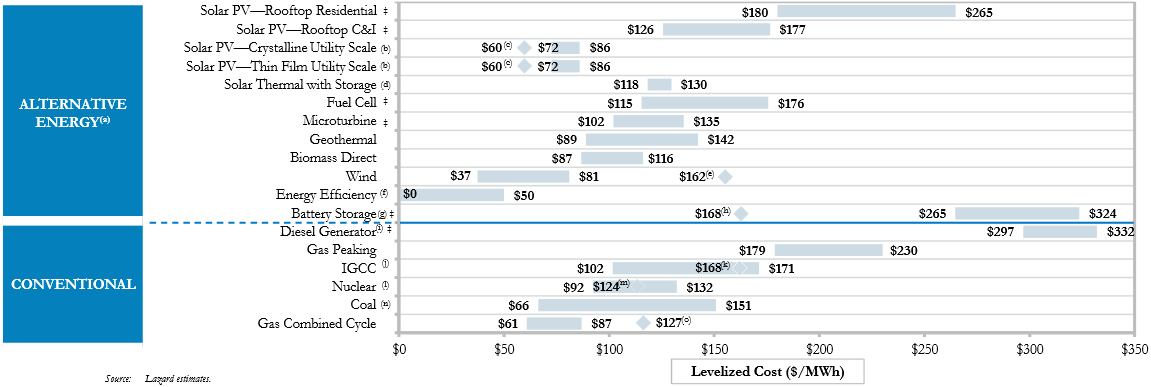 Solar PV—Rooftop Residential ‡ $180 $265
Solar PV—Rooftop C&I ‡ $126 $177
Solar PV—Crystalline Utility Scale (b) $60(c) $72 $86
Solar PV—Thin Film Utility Scale (b) $60(c) $72 $86
Solar Thermal with Storage (d) $118 $130
ALTERNATIVE
ENERGY(a)
Fuel Cell ‡ $115 $176
Microturbine ‡ $102 $135
Geothermal $89 $142
Biomass Direct $87 $116
Wind $37 $81 $162(e)
Energy Efficiency (f) $0 $50
Battery Storage(g) ‡ $168(h) $265 $324
Diesel Generator(i) ‡ $297 $332
Gas Peaking $179 $230
IGCC (j) $102 $168(k) $171
CONVENTIONAL
Nuclear (l) $92 $124(m) $132
Coal (n) $66 $151
Gas Combined Cycle $61 $87 $127(o)
$0 $50 $100 $150 $200 $250 $300 $350
Levelized Cost ($/MWh)
Source: Lazard estimates.